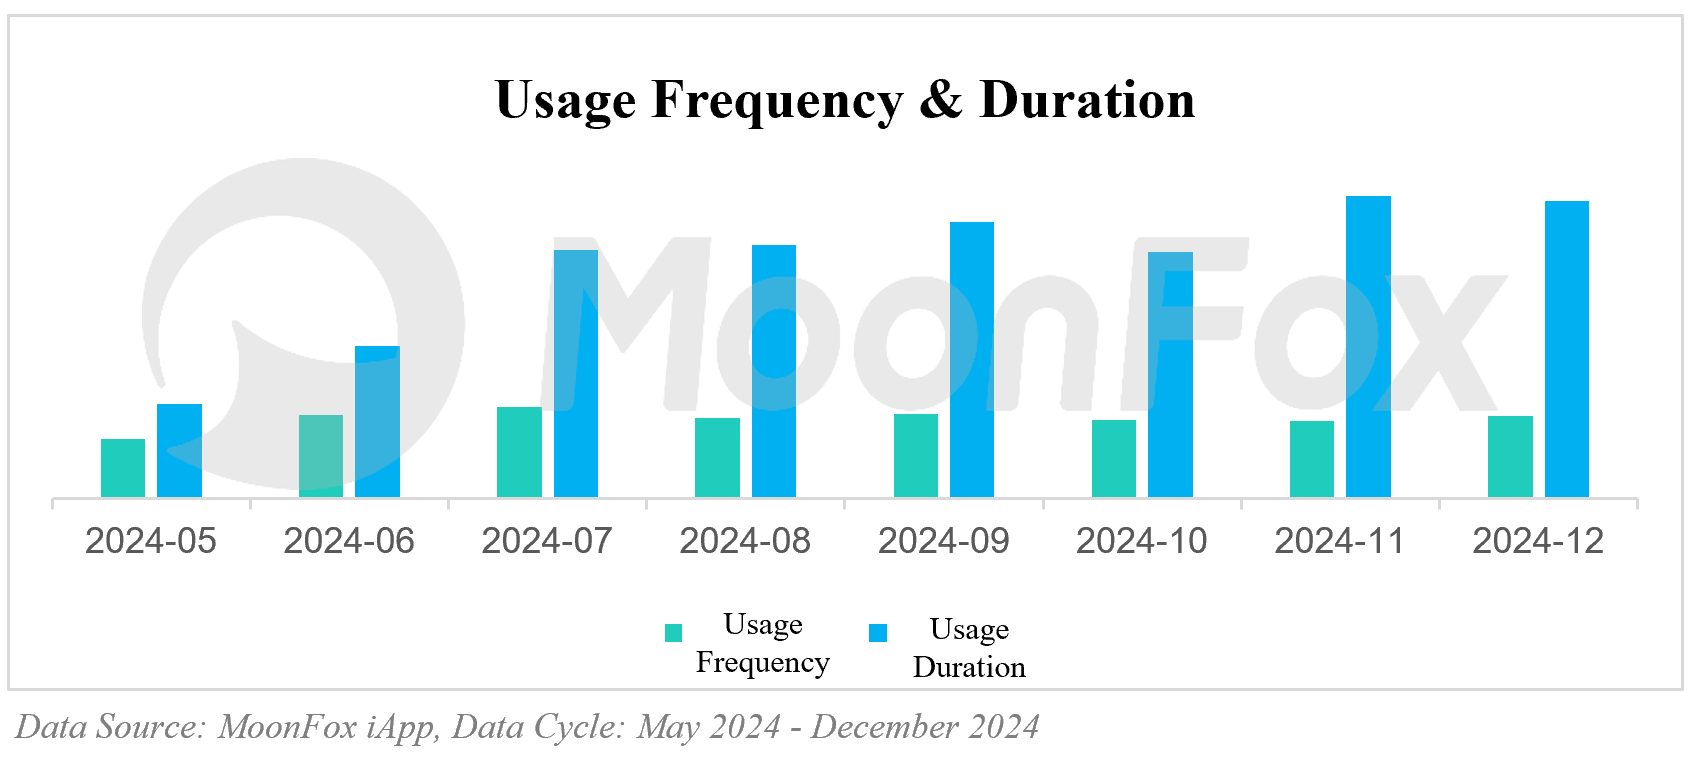 Usage Frequency & Duration
MoonFox
2024-05 2024-06 2024-07 2024-08 2024-09 2024-10 2024-11 2024-12
Usage
Frequency
Usage
Duration
Data Source: MoonFox iApp, Data Cycle: May 2024 - December 2024